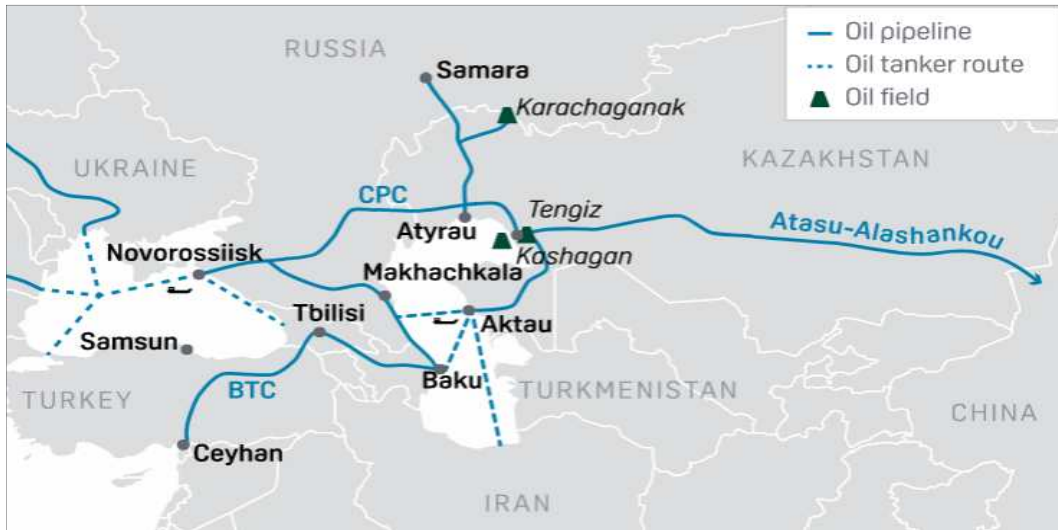 RUSSIA
Oil pipeline
Oil tanker route
Oil field
Samara
Karachaganak
UKRAINE
KAZAKHSTAN
CPC
Tengiz
Atyrau
Atasu-Alashankou
Novorossiisk
Kashagan
Makhachkala
Tbilisi
Samsun
Aktau
Baku
BTC
TURKEY
TURKMENISTAN
CHINA
Ceyhan
IRAN